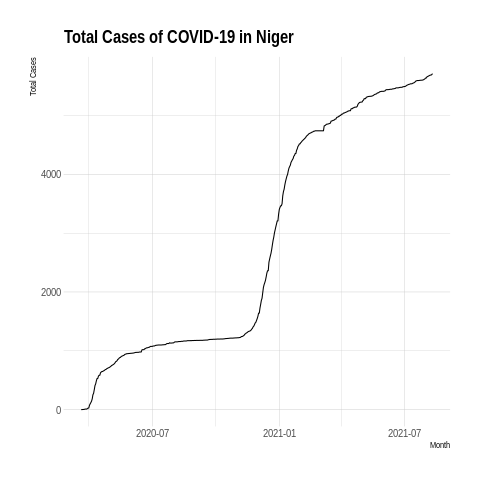 Total Cases of COVID-19 in Niger
Total Cases
4000
2000
0
2020-07
2021-01
2021-07
Month